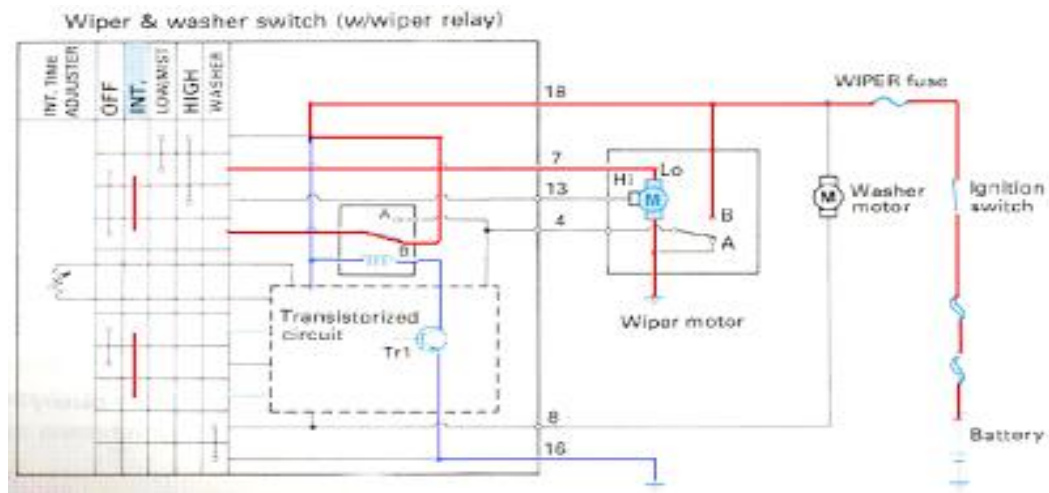 Wiper & washer switch (w/wiper relay)
INT. TIME
ADJUSTER
OFF
INT.
LOW/MIST
HIGH
WASHER
18
WIPER fuse
7
Hi
Lo
13
M
B
A
4
A
B
M
Washer
motor
Ignition
switch
Transistorized
circuit
Tr1
Wiper motor
8
16
Battery